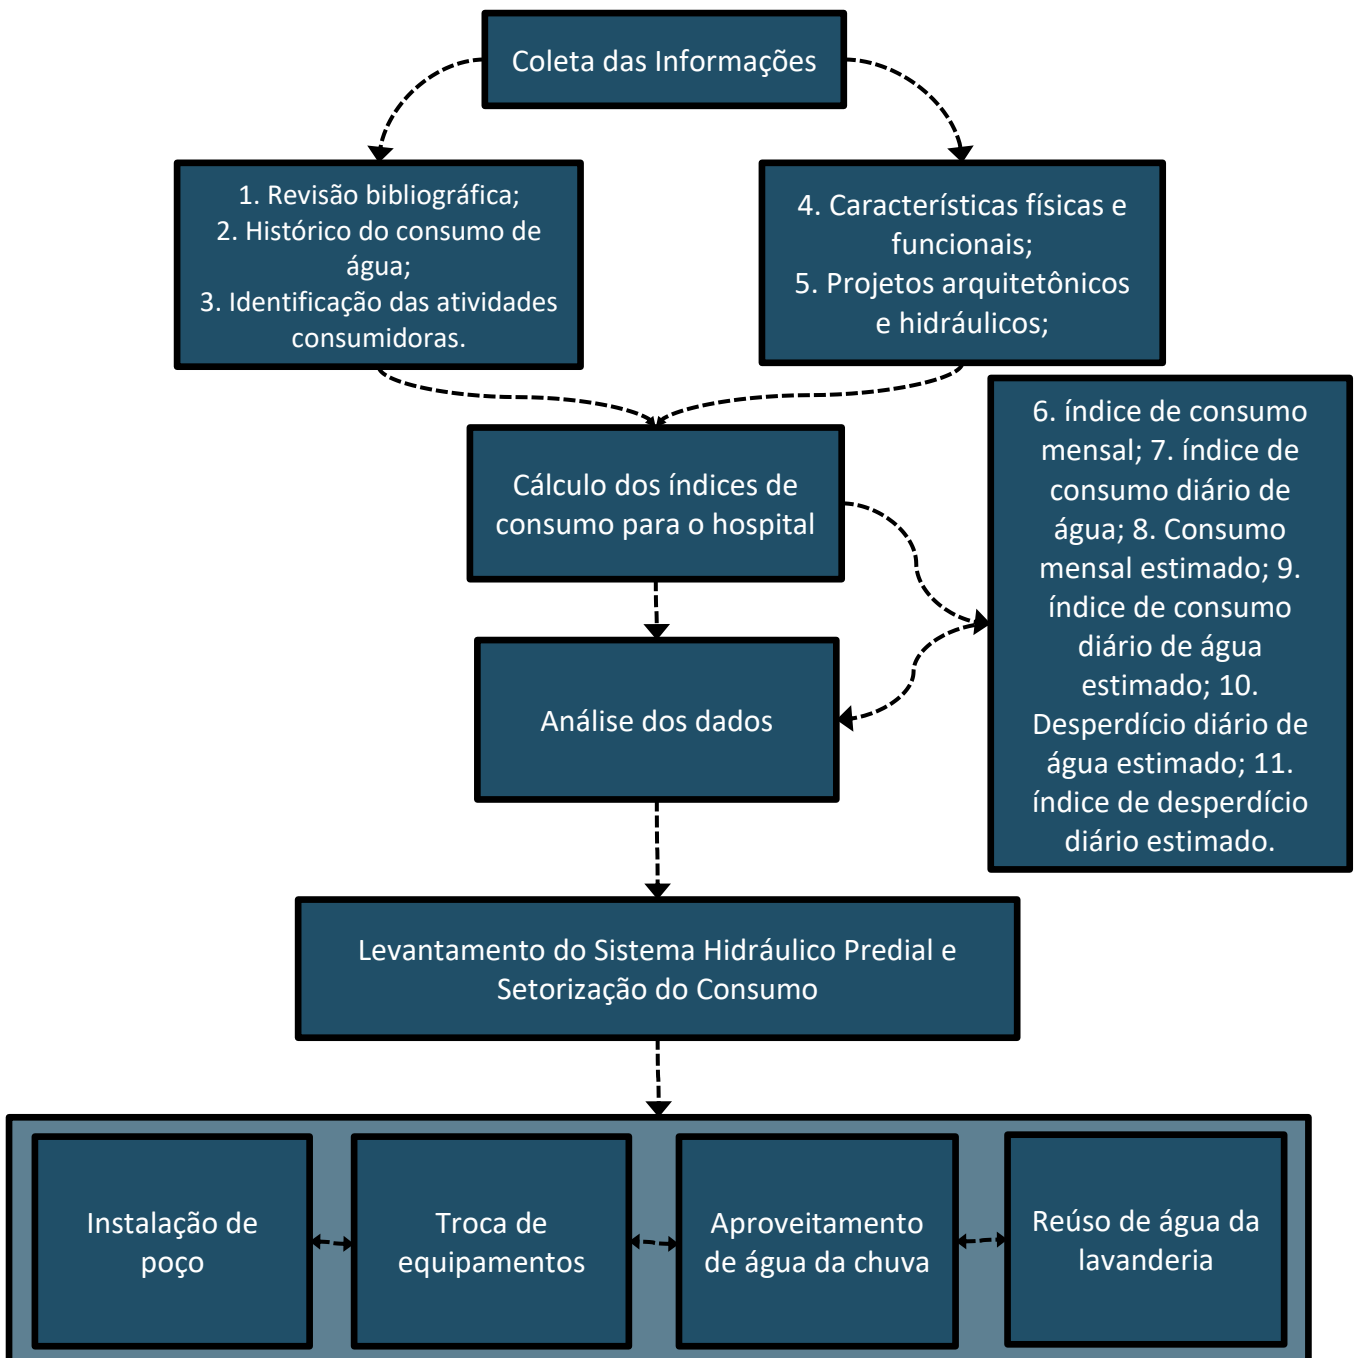 Coleta das Informações
1. Revisão bibliográfica;
2. Histórico do consumo de
água;
3. Identificação das atividades
consumidoras.
4. Características físicas e
funcionais;
5. Projetos arquitetônicos
e hidráulicos;
Cálculo dos índices de
consumo para o hospital
6. índice de consumo
mensal; 7. índice de
consumo diário de
água; 8. Consumo
mensal estimado; 9.
índice de consumo
diário de água
estimado; 10.
Desperdício diário de
água estimado; 11.
índice de desperdício
diário estimado.
Análise dos dados
Levantamento do Sistema Hidráulico Predial e
Setorização do Consumo
Instalação de
poço
Troca de
equipamentos
Aproveitamento
de água da chuva
Reúso de água da
lavanderia